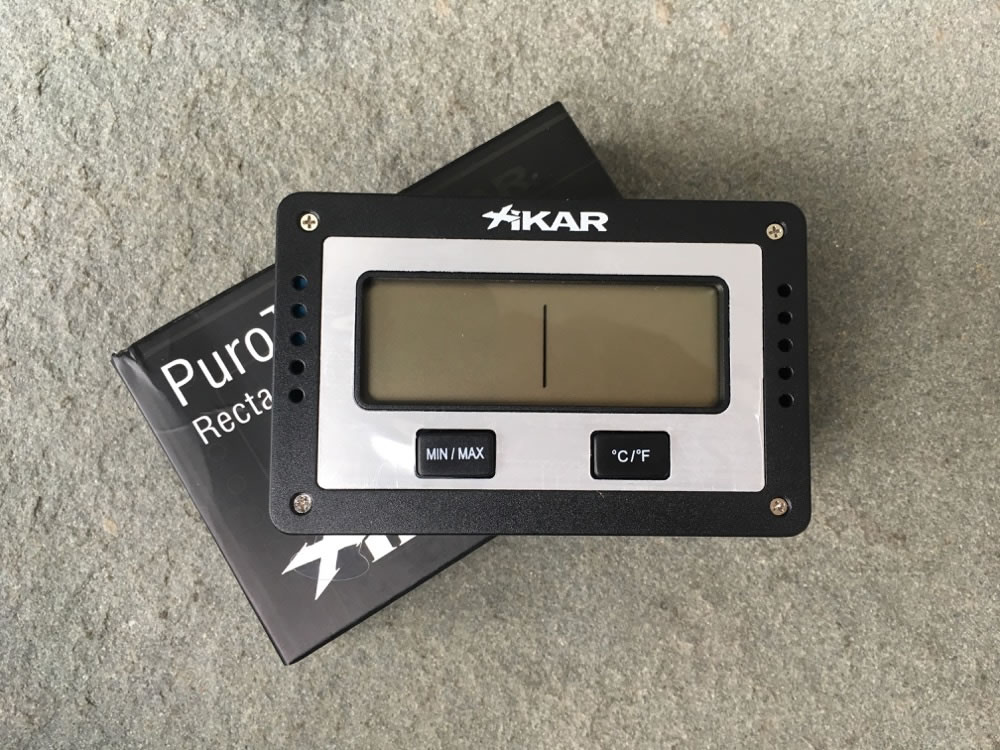 XIKAR
MIN / MAX
°C/°F
Puro
Recta